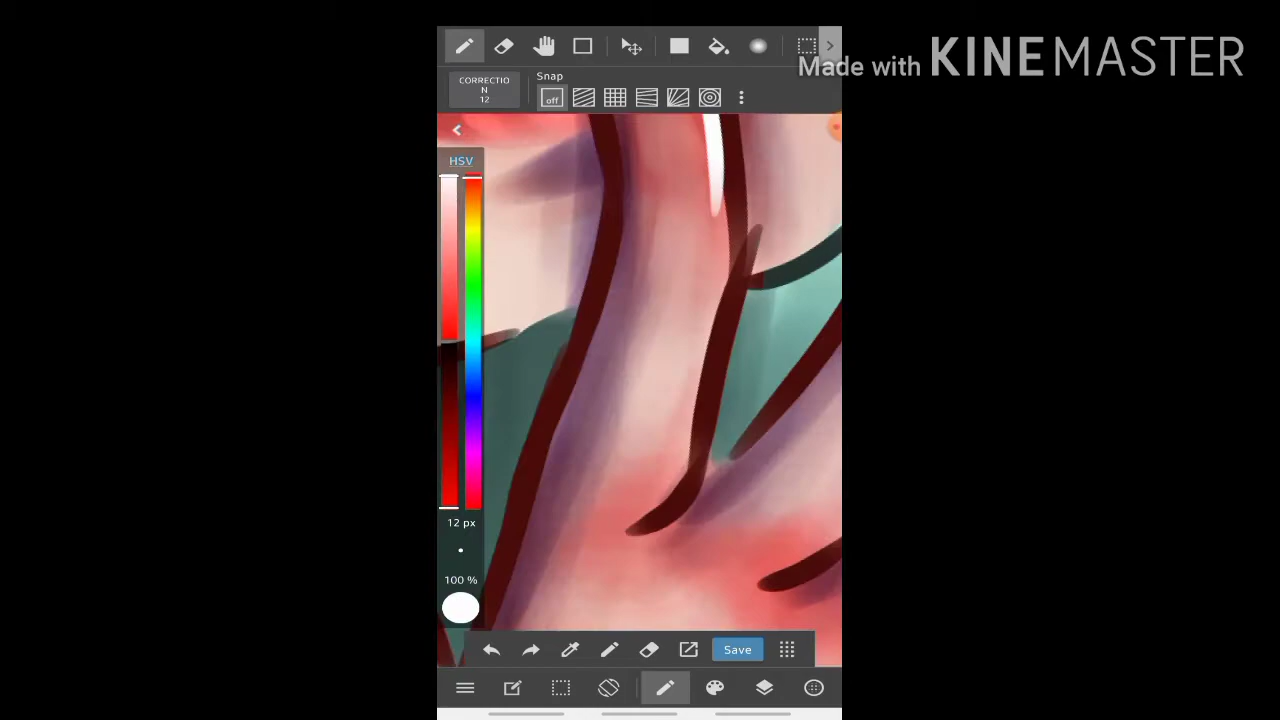 Made with KINEMASTER
CORRECTIO
N
12
Snap
off
HSV
12 px
100 %
Save